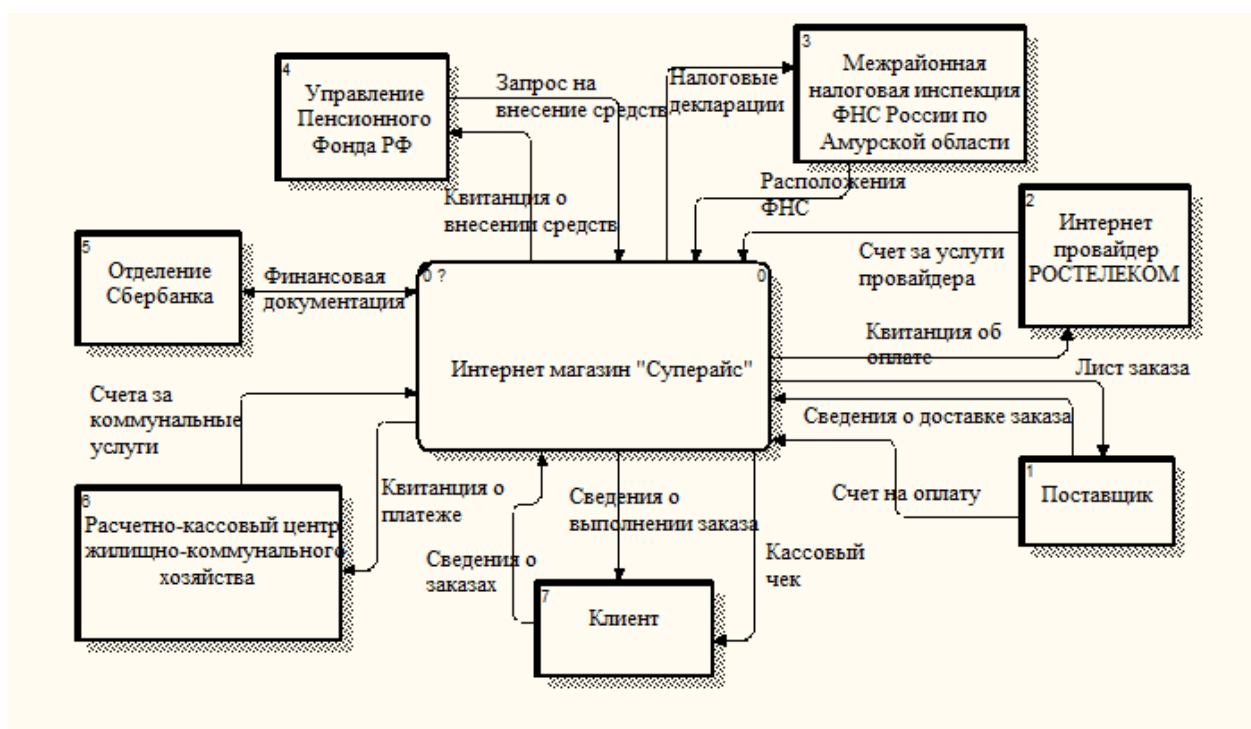 4
Управление
Пенсионного
Фонда РФ
Запрос на
внесение средств
Налоговые
декларации
3
Межрайонная
налоговая инспекция
ФНС России по
Амурской области
Квитанция о
внесении средств
Расположения
ФНС
2
Интернет
провайдер
РОСТЕЛЕКОМ
Счет за услуги
провайдера
5
Отделение
Сбербанка
Финансовая
документация
0 ?
0
Интернет магазин "Суперайс"
Квитанция об
оплате
Лист заказа
Сведения о доставке заказа
Счет на оплату
1
Поставщик
Счета за
коммунальные
услуги
6
Расчетно-кассовый центр
жилищно-коммунального
хозяйства
Квитанция о
платеже
Сведения о
заказах
Сведения о
выполнении заказа
Кассовый
чек
7
Клиент